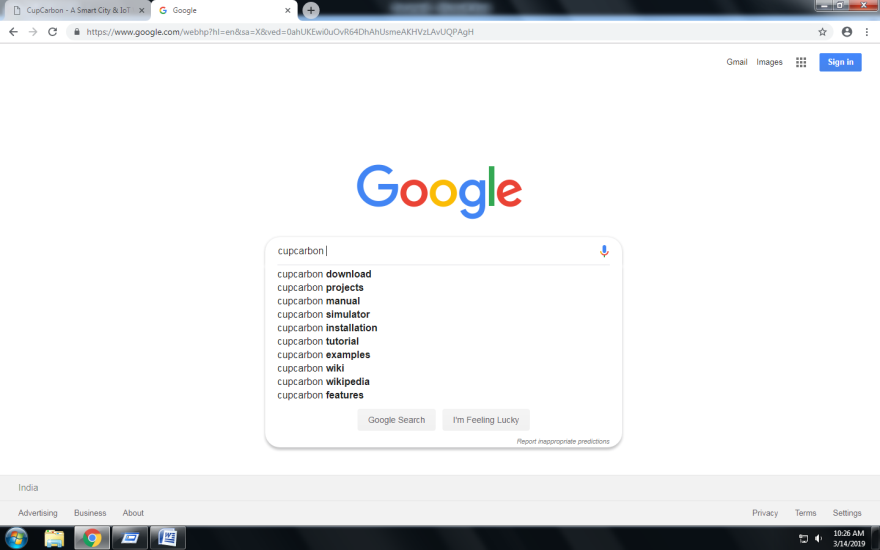 CupCarbon - A Smart City & IoT
Google
https://www.google.com/webhp?hl=en&sa=X&ved=0ahUKEwi0uOvR64DhAhUsmeAKHVzLAvUQPAgH
Gmail Images Sign in
Google
cupcarbon
cupcarbon download
cupcarbon projects
cupcarbon manual
cupcarbon simulator
cupcarbon installation
cupcarbon tutorial
cupcarbon examples
cupcarbon wiki
cupcarbon wikipedia
cupcarbon features
Google Search I'm Feeling Lucky
Report inappropriate predictions
India
Advertising Business About Privacy Terms Settings
10:26 AM
3/14/2019